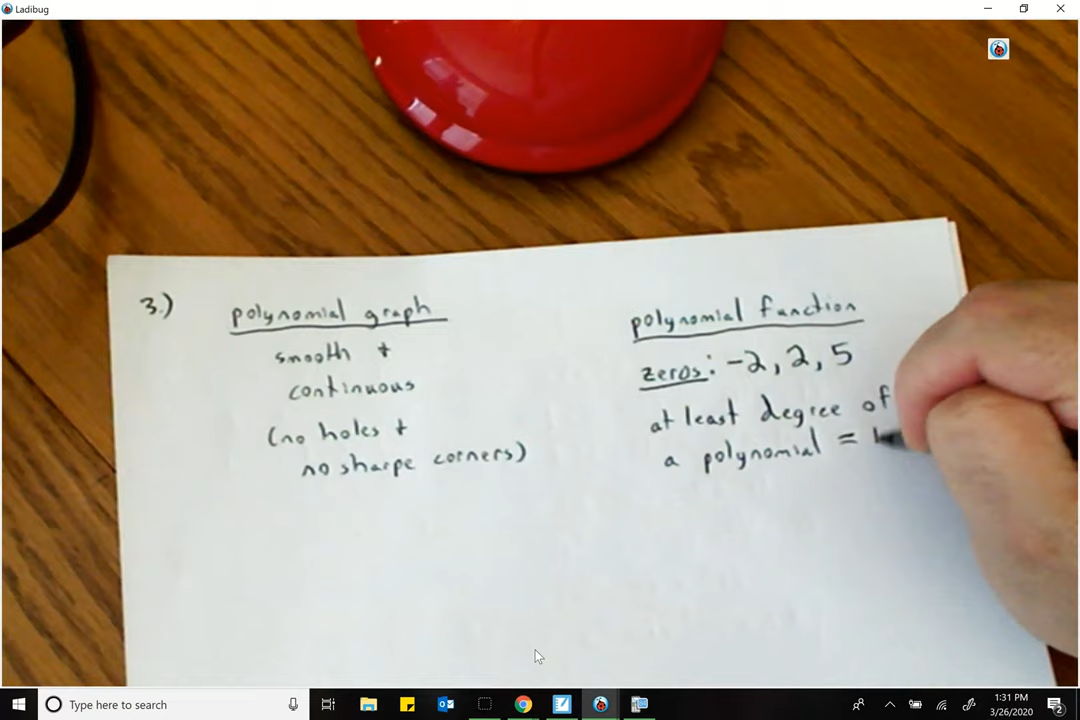 Ladibug
3.)
polynomial graph
smooth +
continuous
(no holes +
no sharpe corners)
polynomial function
zeros: -2, 2, 5
at least degree of
a polynomial =
Type here to search
1:31 PM
3/26/2020
2